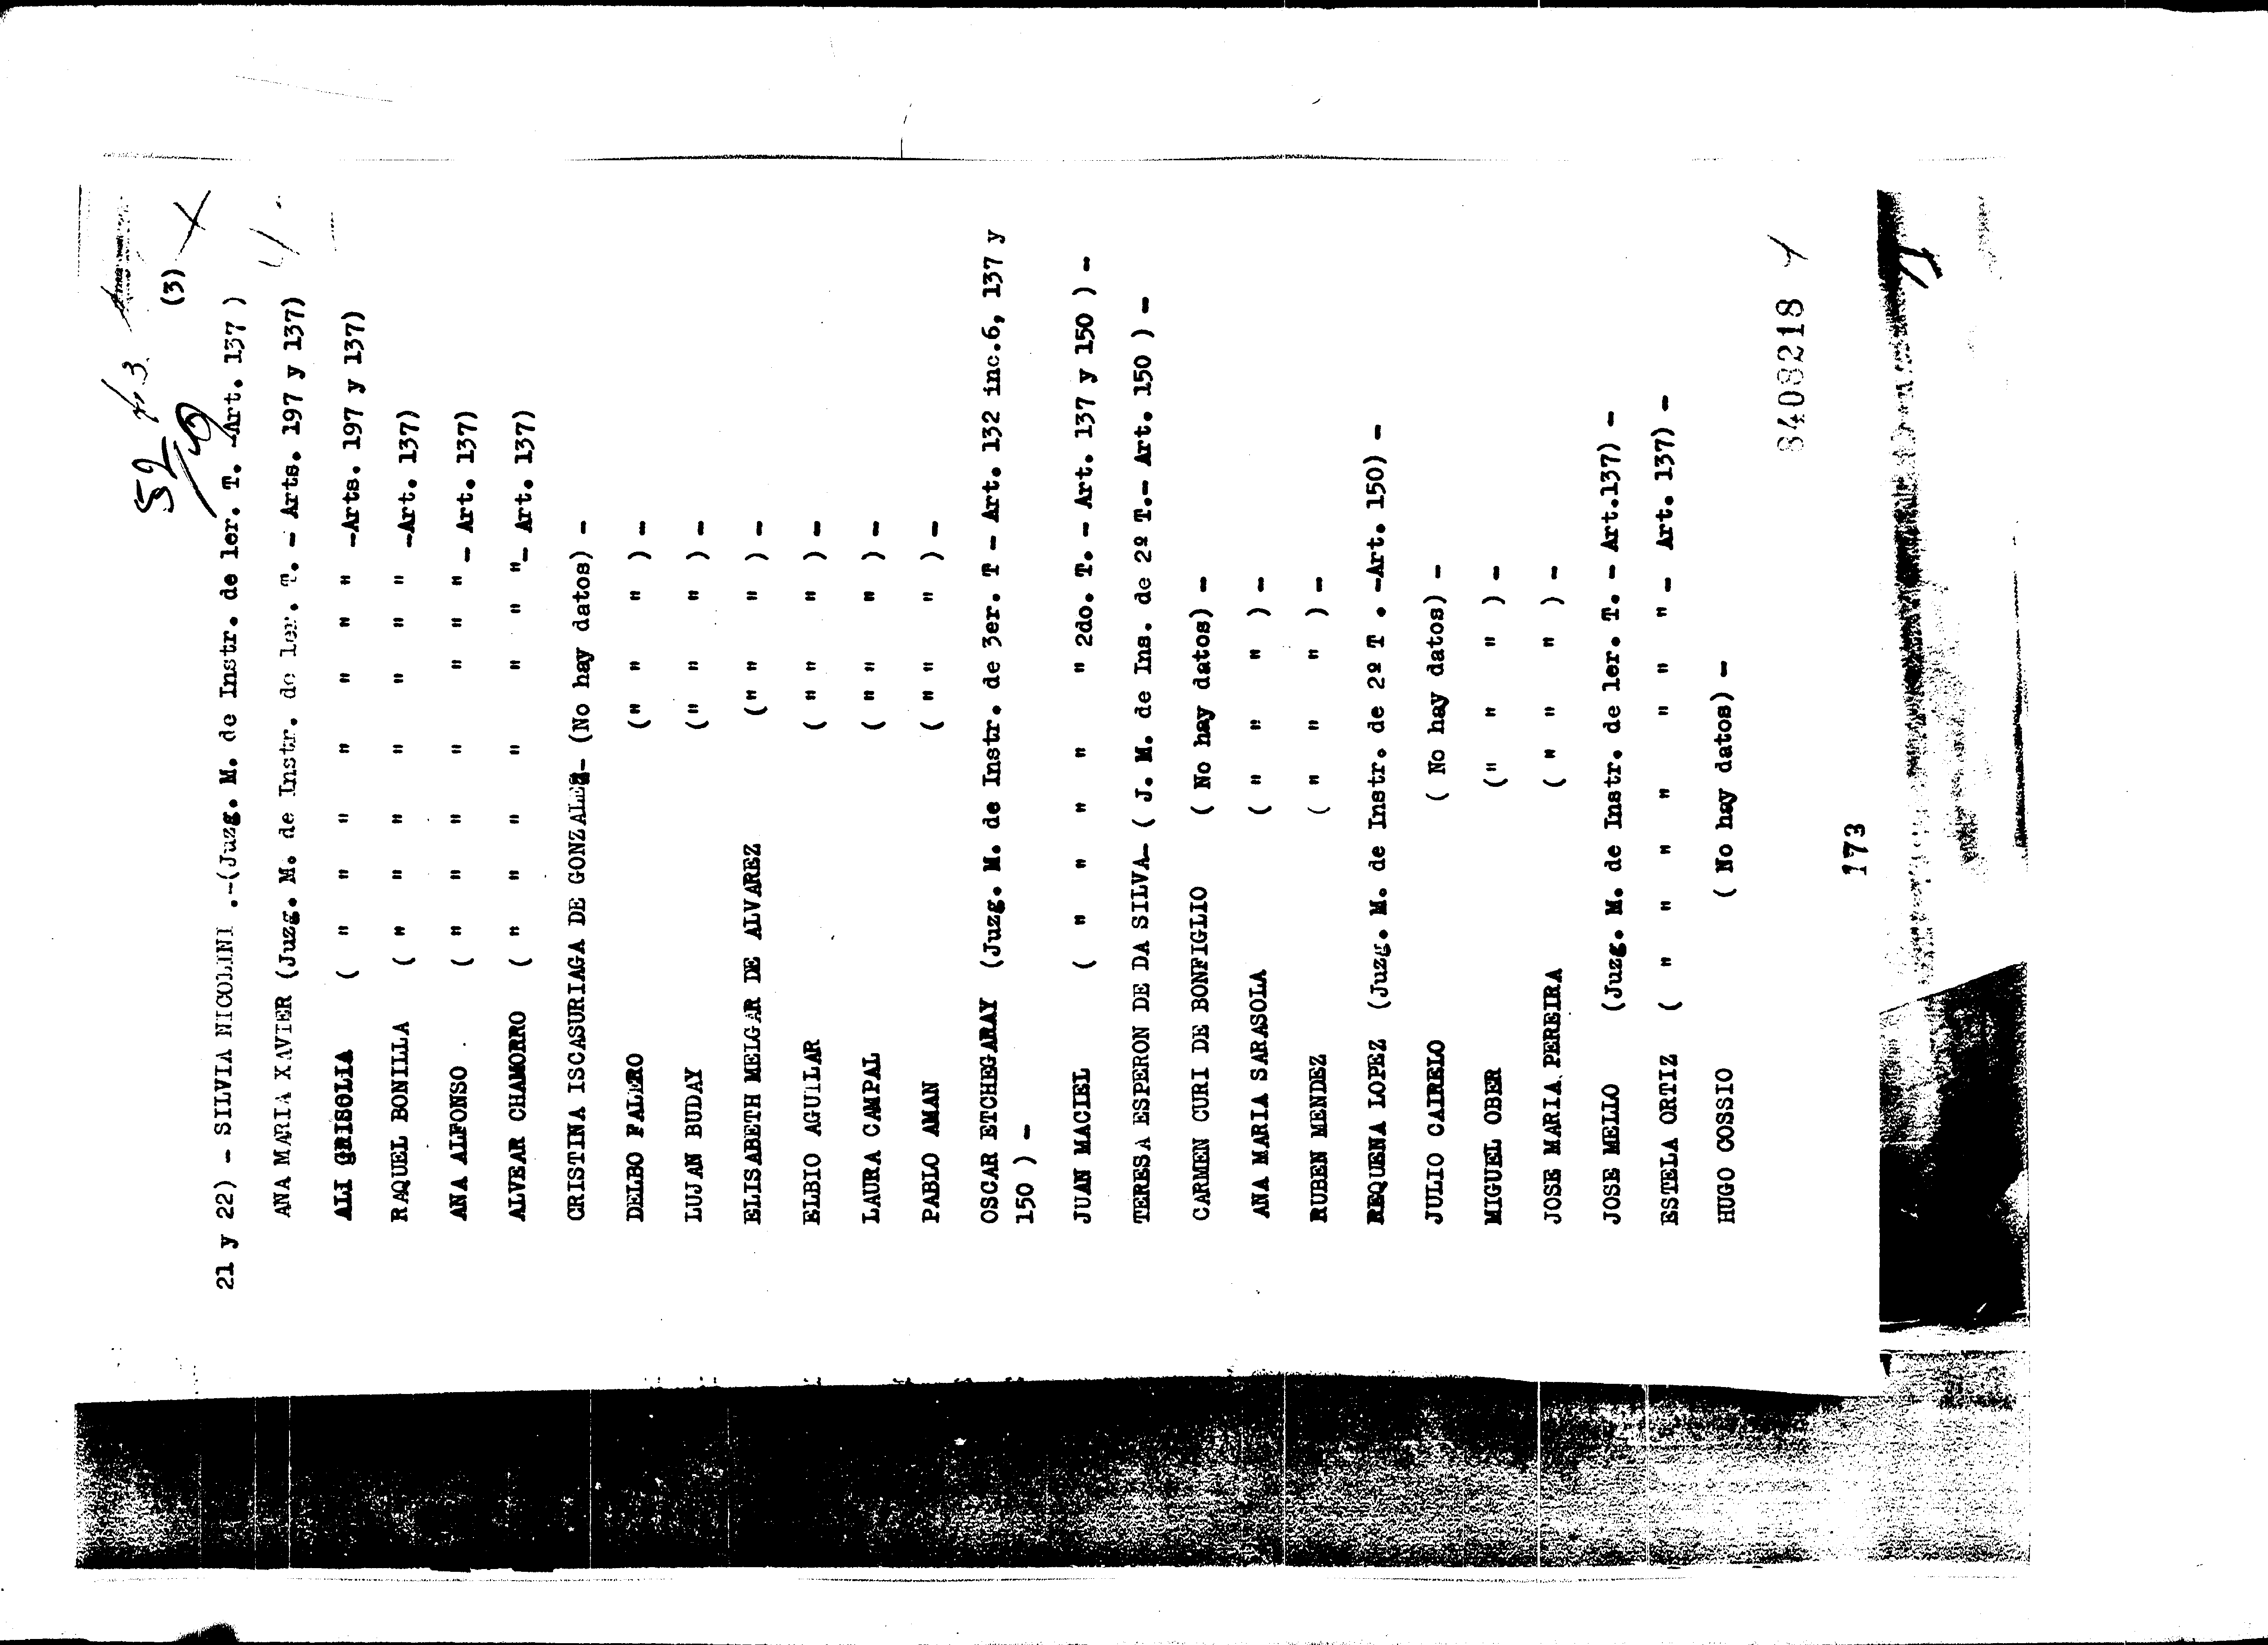 52
(3)
21 y 22) - SILVIA NICOLINI .-(Juzg. M. de Instr. de 1er. T. -Art. 137 )
ANA MARIA XAVIER (Juzg. M. de Instr. de 1er. T. - Arts. 197 y 137)
ALI GRISOLIA ( " " " " " " " -Arts. 197 y 137)
RAQUEL BONILLA ( " " " " " " " -Art. 137)
ANA ALFONSO . ( " " " " " " " - Art. 137)
ALVEAR CHAMORRO ( " " " " " " "- Art. 137)
CRISTINA ISCASURIAGA DE GONZALEZ- (No hay datos) -
DELBO FALERO (" " " ) -
LUJAN BUDAY (" " " ) -
ELISABETH MELGAR DE ALVAREZ (" " " ) -
ELBIO AGUILAR ( " " " ) -
LAURA CAMPAL ( " " " ) -
PABLO AMAN ( " " " ) -
OSCAR ETCHEGARAY (Juzg. M. de Instr. de 3er. T - Art. 132 inc.6, 137 y
150 ) -
JUAN MACIEL ( " " " " " 2do. T. - Art. 137 y 150 ) -
TERESA ESPERON DE DA SILVA- ( J. M. de Ins. de 2º T.- Art. 150 ) -
CARMEN CURI DE BONFIGLIO ( No hay datos) -
ANA MARIA SARASOLA ( " " " ) -
RUBEN MENDEZ ( " " " ) -
REQUENA LOPEZ (Juzg. M. de Instr. de 2º T . -Art. 150) -
JULIO CAIRELO ( No hay datos) -
MIGUEL OBER (" " " ) -
JOSE MARIA PEREIRA ( " " " ) -
JOSE MELLO (Juzg. M. de Instr. de 1er. T. - Art.137) -
ESTELA ORTIZ ( " " " " " " "- Art. 137) -
HUGO COSSIO ( No hay datos) -
8408218
173